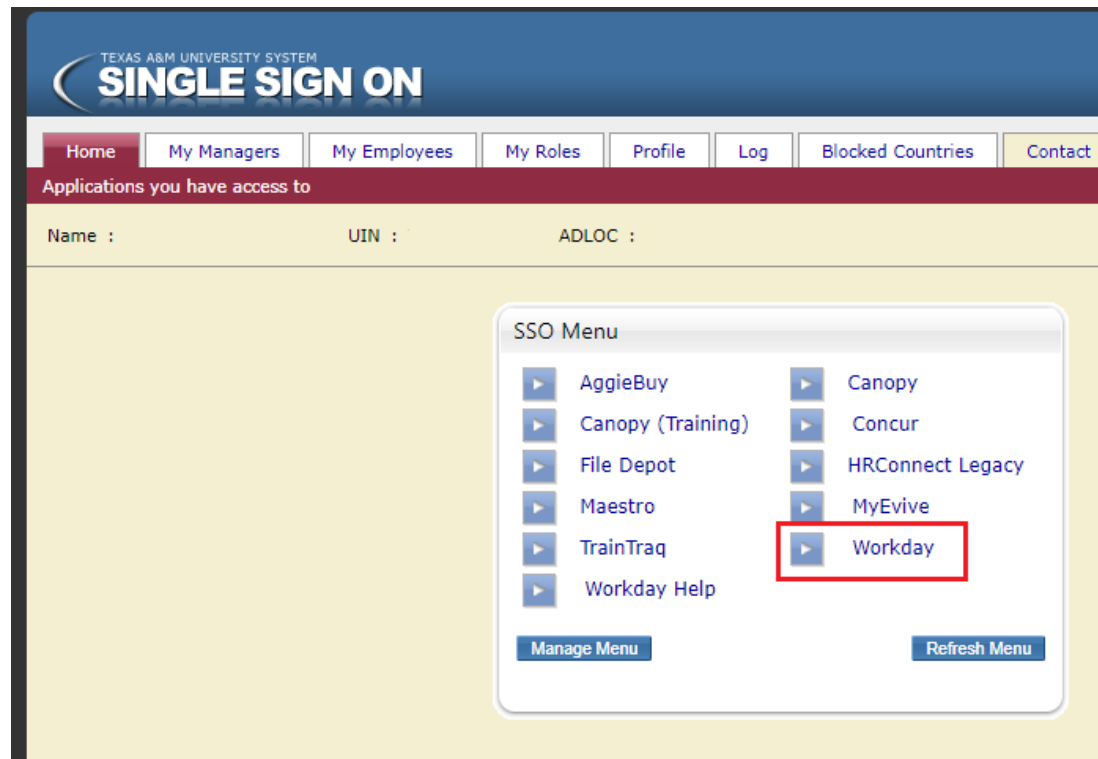 TEXAS A&M UNIVERSITY SYSTEM
SINGLE SIGN ON
Home My Managers My Employees My Roles Profile Log Blocked Countries Contact
Applications you have access to
Name : UIN : ADLOC :
SSO Menu
AggieBuy Canopy
Canopy (Training) Concur
File Depot HRConnect Legacy
Maestro MyEvive
TrainTraq Workday
Workday Help
Manage Menu Refresh Menu